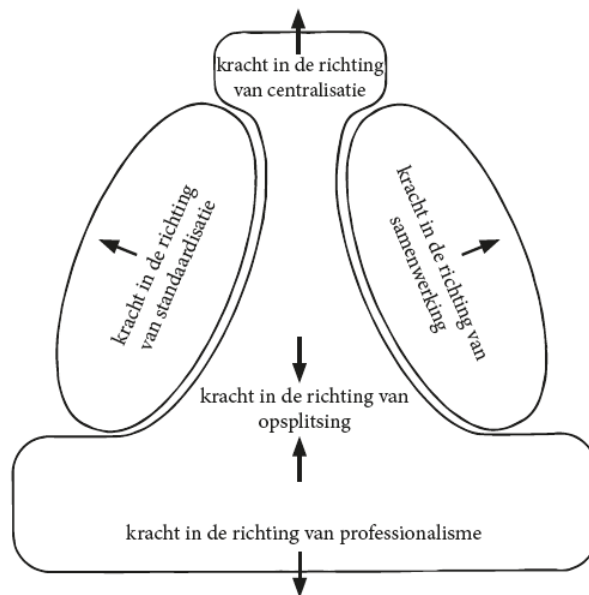 kracht in de richting
van centralisatie
kracht in de richting
van standaardisatie
kracht in de richting van
samenwerking
kracht in de richting van
opsplitsing
kracht in de richting van professionalisme